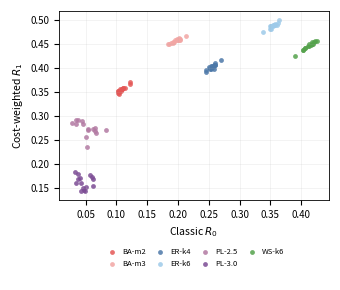 0.50
0.45
0.40
0.35
0.30
0.25
0.20
0.15
Cost-weighted R₁
0.05 0.10 0.15 0.20 0.25 0.30 0.35 0.40
Classic R₀
BA-m2 ER-k4 PL-2.5 WS-k6
BA-m3 ER-k6 PL-3.0